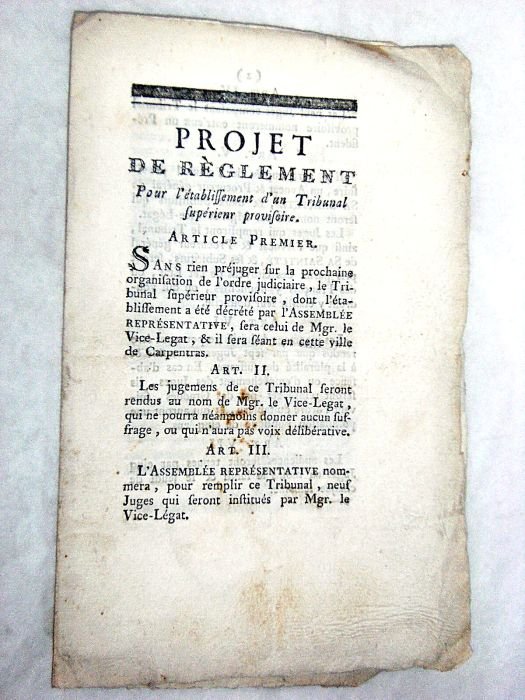 PROJET
DE RÈGLEMENT
Pour l'établiſſement d'un Tribunal
ſupérieur proviſoire.
ARTICLE PREMIER.
SANS rien préjuger ſur la prochaine
organiſation de l'ordre judiciaire, le Tri-
bunal ſupérieur proviſoire, dont l'éta-
bliſſement a été décrété par l'ASSEMBLÉE
REPRÉSENTATIVE, ſera celui de Mgr. le
Vice-Legat, & il ſera ſéant en cette ville
de Carpentras.
ART. II.
Les jugemens de ce Tribunal ſeront
rendus au nom de Mgr. le Vice-Legat,
qui ne pourra néanmoins donner aucun ſuf-
frage, ou qui n'aura pas voix délibérative.
ART. III.
L'ASSEMBLÉE REPRÉSENTATIVE nom-
mera, pour remplir ce Tribunal, neuf
Juges qui ſeront inſtitués par Mgr. le
Vice-Légat.